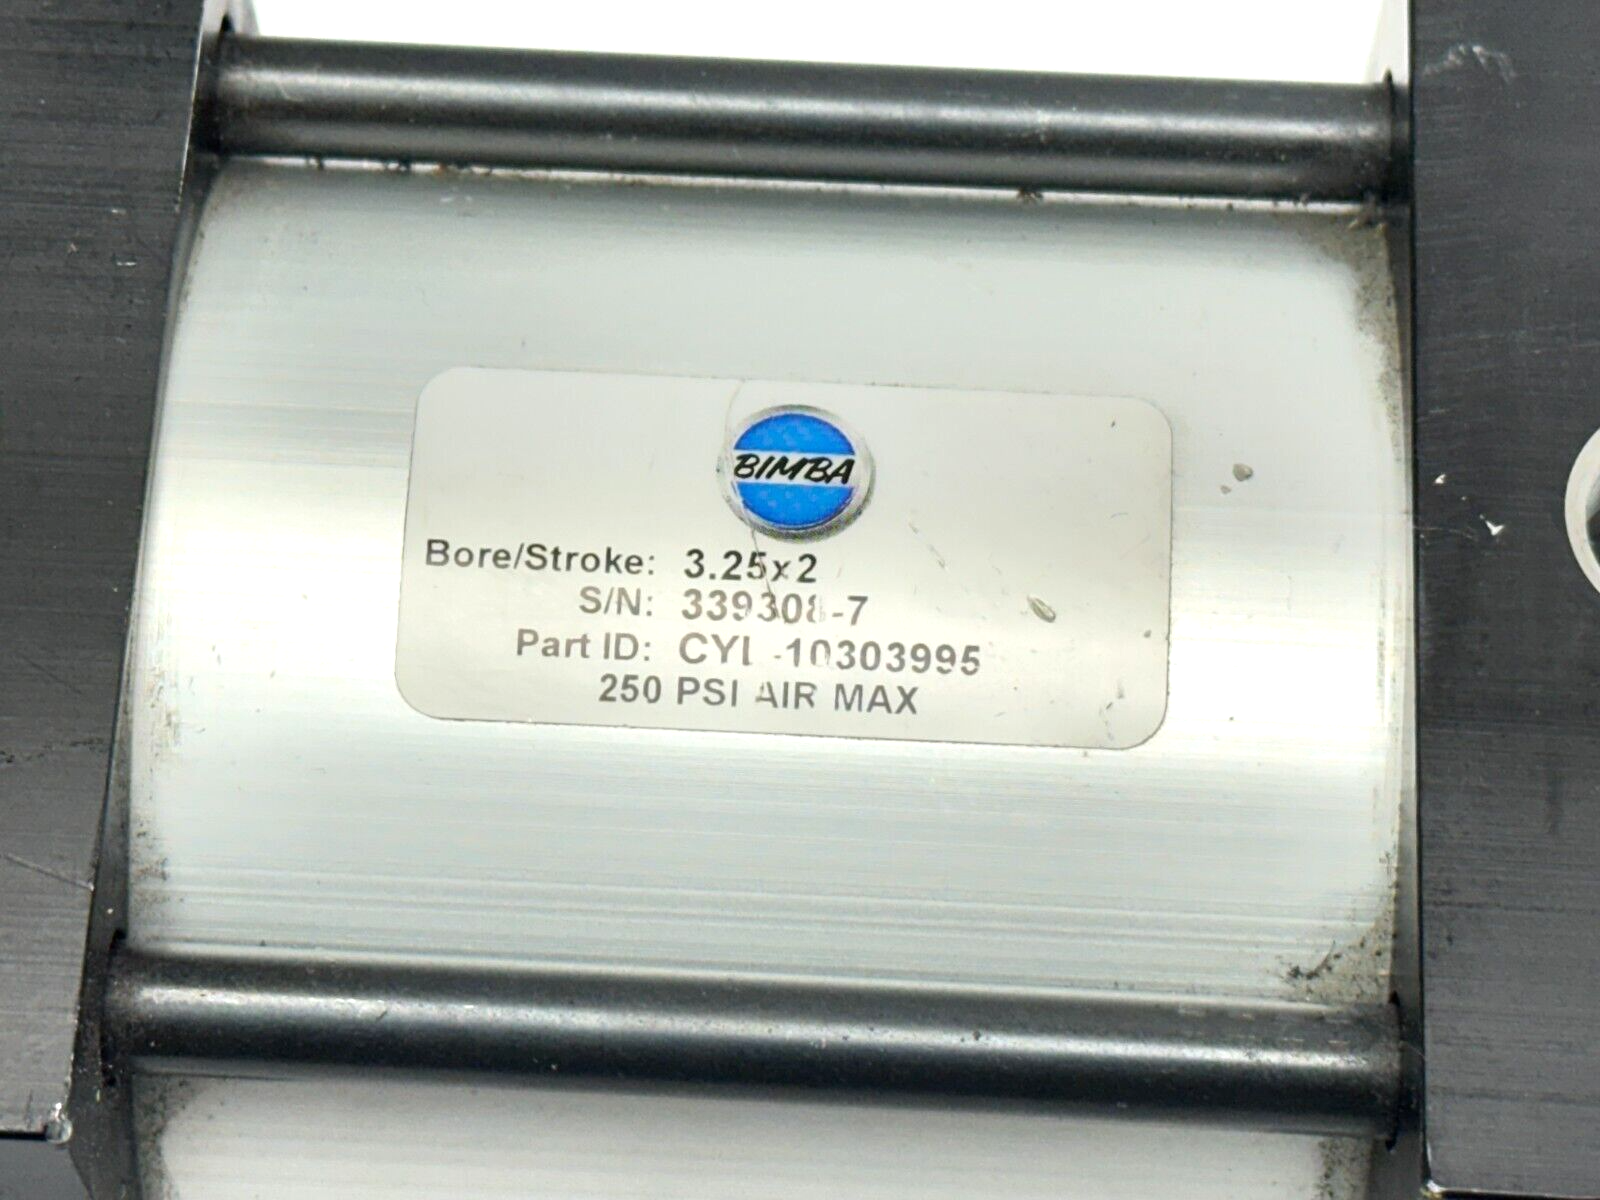 BIMBA
Bore/Stroke: 3.25x2
S/N: 339308-7
Part ID: CYL-10303995
250 PSI AIR MAX